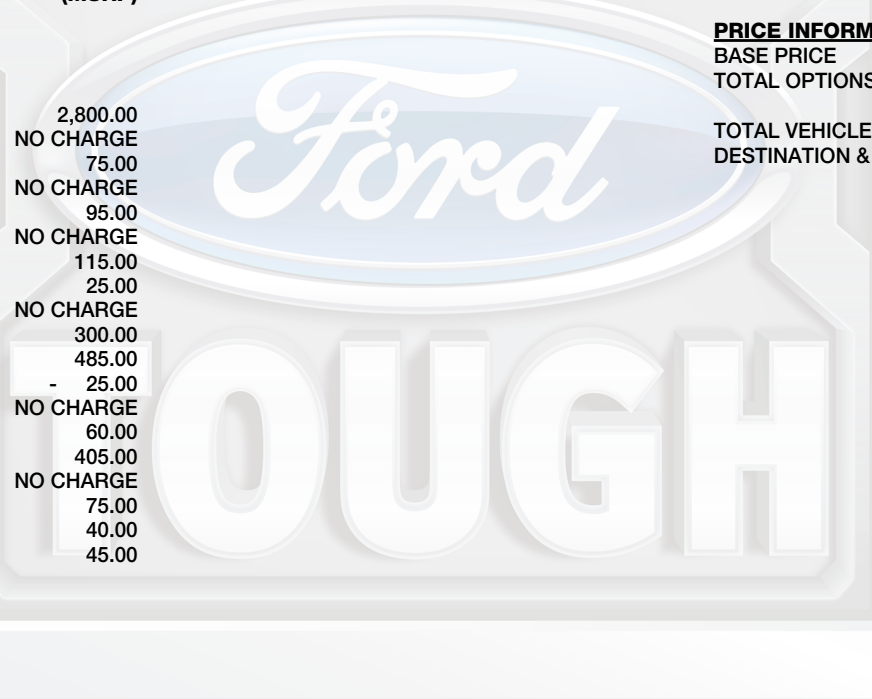 (MSRP)
2,800.00
NO CHARGE
75.00
NO CHARGE
95.00
NO CHARGE
115.00
25.00
NO CHARGE
300.00
485.00
- 25.00
NO CHARGE
60.00
405.00
NO CHARGE
75.00
40.00
45.00
PRICE INFORM
BASE PRICE
TOTAL OPTIONS
TOTAL VEHICLE
DESTINATION &
Ford
TOUGH